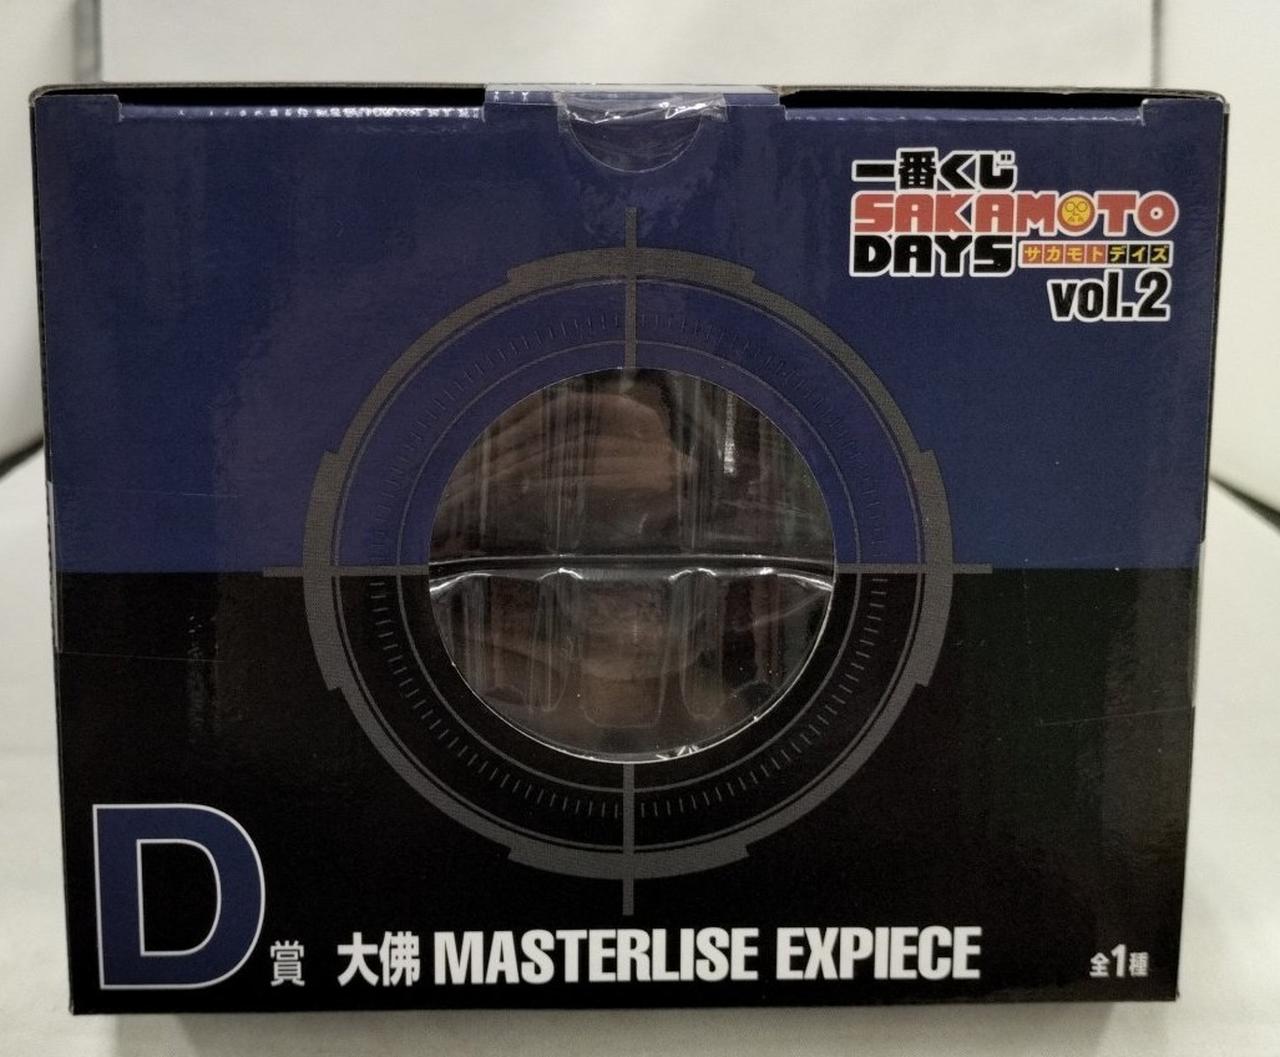 一番くじ
SAKAMOTO
DAYS サカモトデイズ
vol.2
D賞 大佛 MASTERLISE EXPIECE 全1種